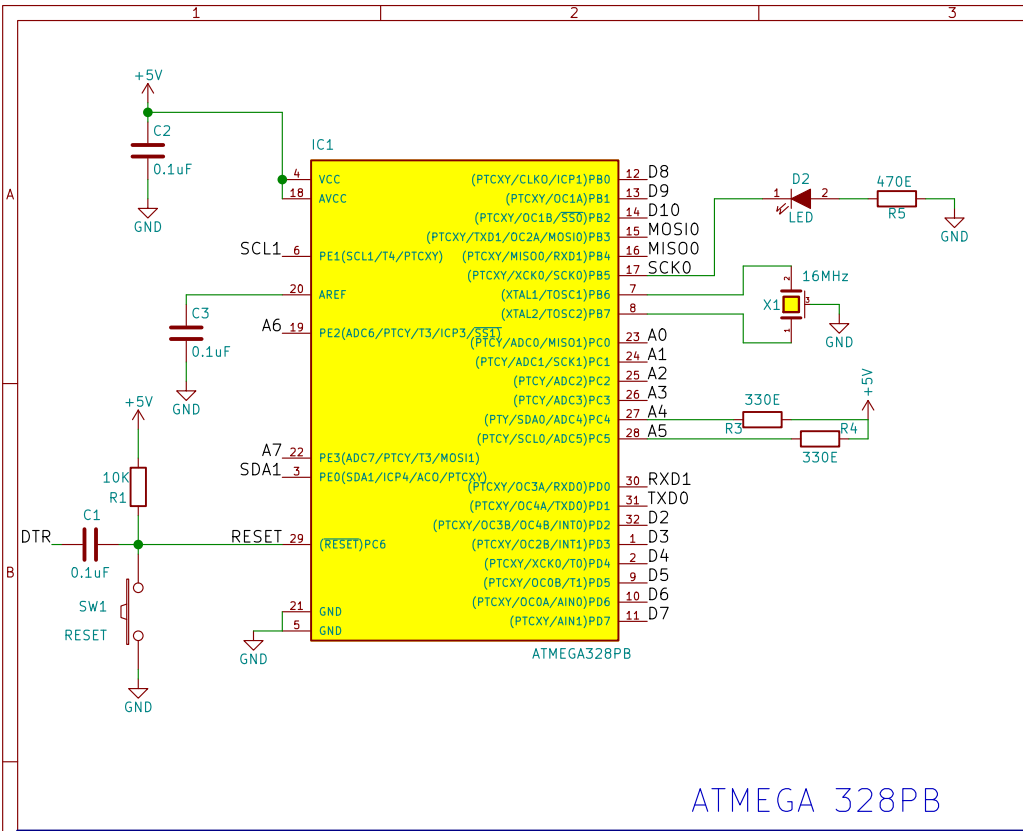 1 2 3
A
B
+5V
C2
0.1uF
GND
IC1
4 VCC
18 AVCC
SCL1 6 PE1(SCL1/T4/PTCXY)
20 AREF
A6 19 PE2(ADC6/PTCY/T3/ICP3/SS1)
A7 22 PE3(ADC7/PTCY/T3/MOSI1)
SDA1 3 PE0(SDA1/ICP4/ACO/PTCXY)
RESET 29 (RESET)PC6
21 GND
5 GND
(PTCXY/CLKO/ICP1)PB0 12 D8
(PTCXY/OC1A)PB1 13 D9
(PTCXY/OC1B/SS0)PB2 14 D10
(PTCXY/TXD1/OC2A/MOSI0)PB3 15 MOSI0
(PTCXY/MISO0/RXD1)PB4 16 MISO0
(PTCXY/XCK0/SCK0)PB5 17 SCK0
(XTAL1/TOSC1)PB6 7
(XTAL2/TOSC2)PB7 8
(PTCY/ADC0/MISO1)PC0 23 A0
(PTCY/ADC1/SCK1)PC1 24 A1
(PTCY/ADC2)PC2 25 A2
(PTCY/ADC3)PC3 26 A3
(PTY/SDA0/ADC4)PC4 27 A4
(PTCY/SCL0/ADC5)PC5 28 A5
(PTCXY/OC3A/RXD0)PD0 30 RXD1
(PTCXY/OC4A/TXD0)PD1 31 TXD0
(PTCXY/OC3B/OC4B/INT0)PD2 32 D2
(PTCXY/OC2B/INT1)PD3 1 D3
(PTCXY/XCK0/T0)PD4 2 D4
(PTCXY/OC0B/T1)PD5 9 D5
(PTCXY/OC0A/AIN0)PD6 10 D6
(PTCXY/AIN1)PD7 11 D7
ATMEGA328PB
C3
0.1uF
GND
+5V
10K
R1
C1
DTR
0.1uF
SW1
RESET
GND
GND
D2
1 2
LED
470E
R5
GND
16MHz
2
X1
3
1
GND
+5V
330E
R3
R4
330E
ATMEGA 328PB